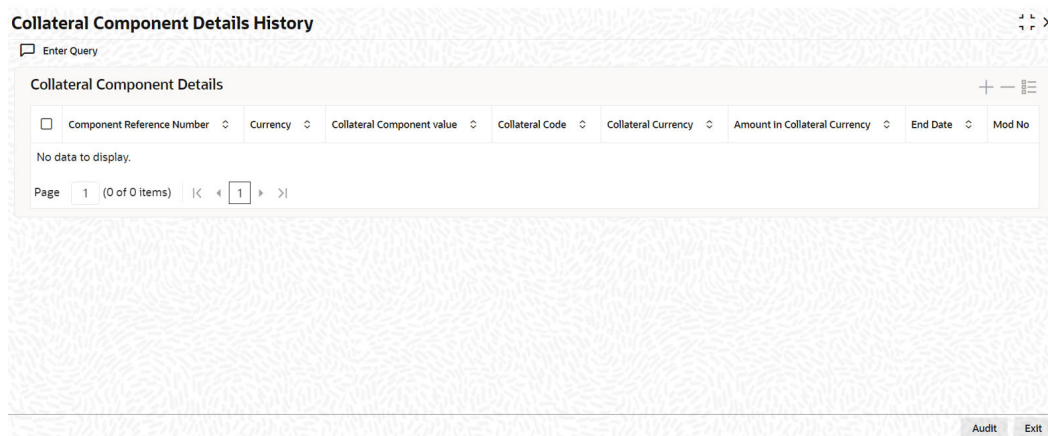 Collateral Component Details History
Enter Query
Collateral Component Details
Component Reference Number Currency Collateral Component value Collateral Code Collateral Currency Amount in Collateral Currency End Date Mod No
No data to display.
Page 1 (0 of 0 items) 1
Audit Exit